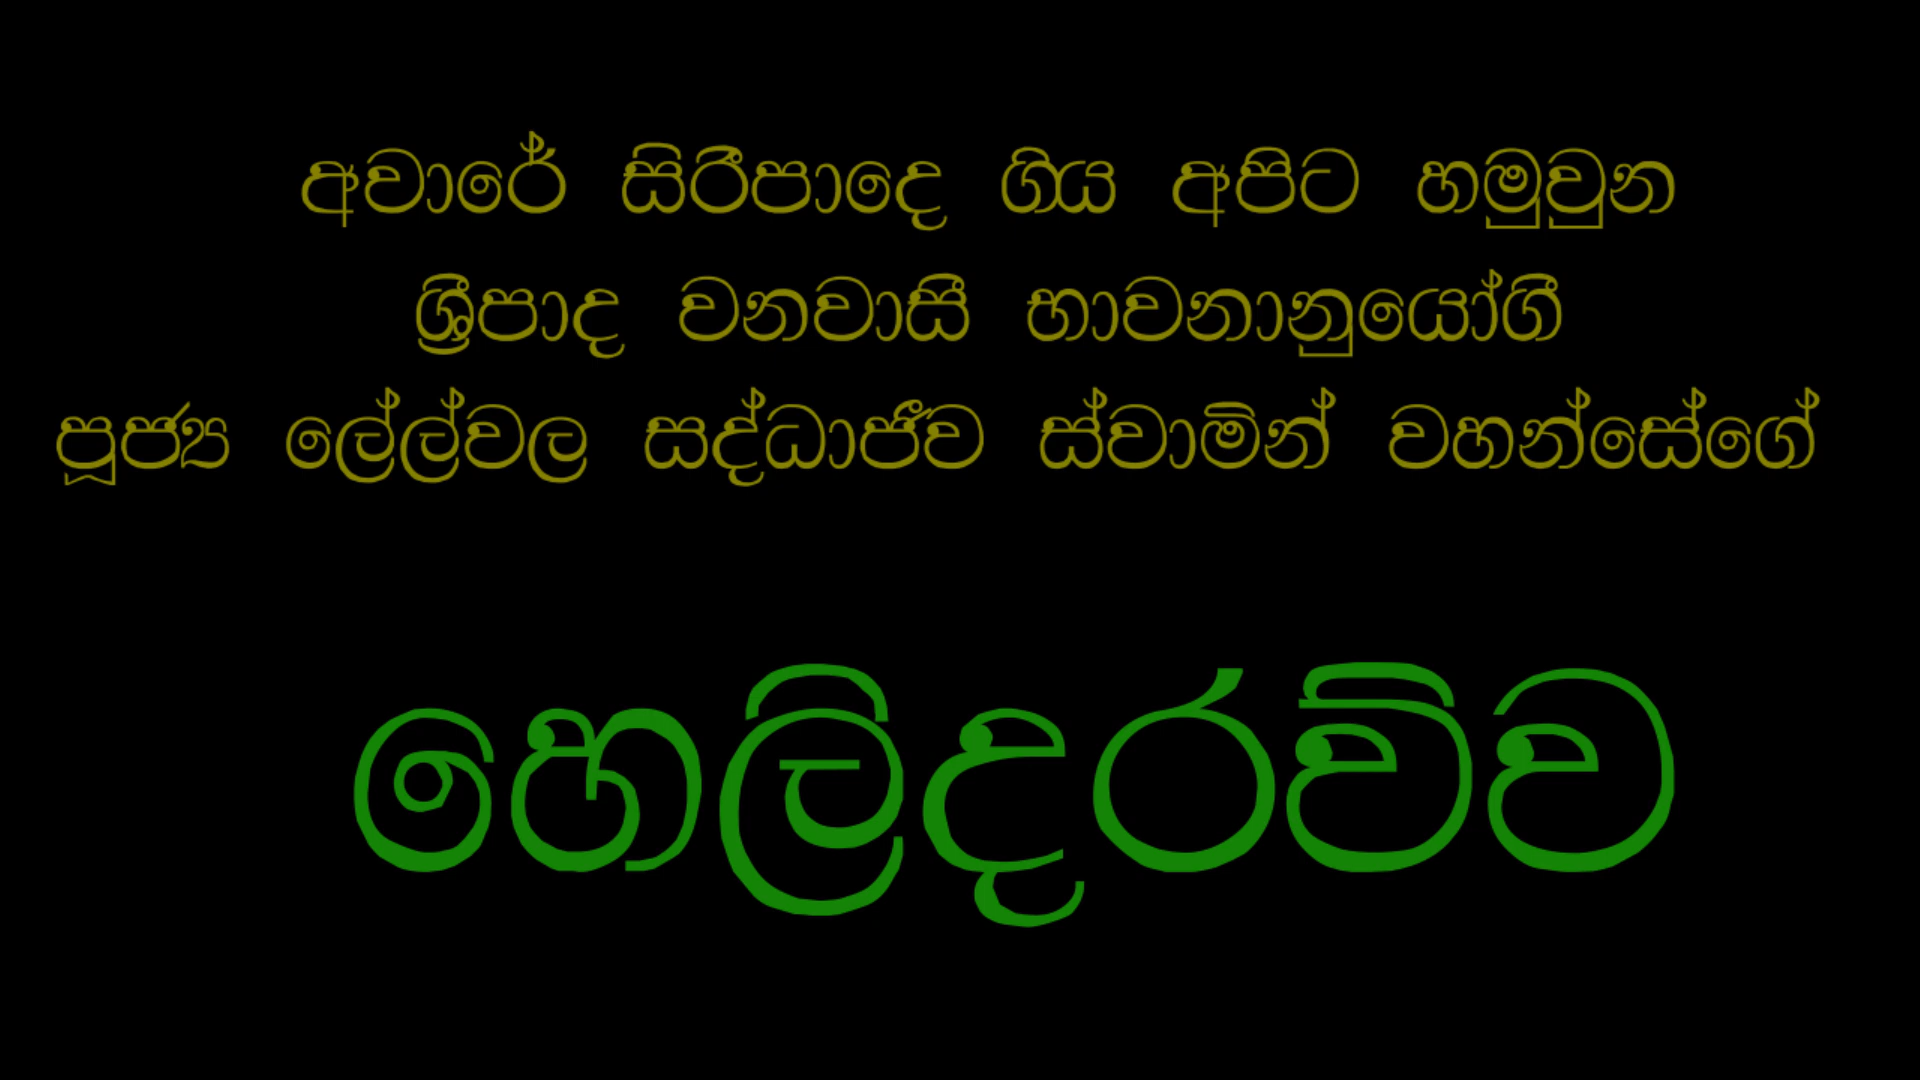 අවාරේ සිරිපාදෙ ගිය අපිට හමුවුන
ශ්‍රීපාද වනවාසී භාවනානුයෝගී
පූජ්‍ය ලේල්වල සද්ධාජීව ස්වාමින් වහන්සේගේ
හෙලිදරව්ව